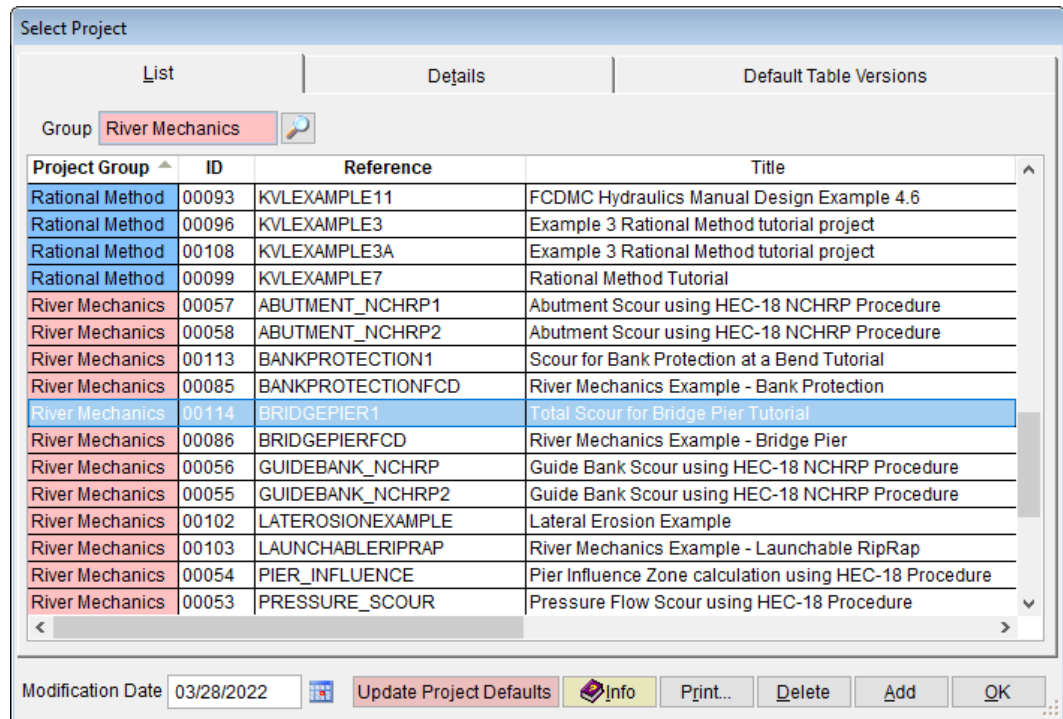 Select Project
List Details Default Table Versions
Group River Mechanics
Project Group ID Reference Title
Rational Method 00093 KVLEXAMPLE11 FCDMC Hydraulics Manual Design Example 4.6
Rational Method 00096 KVLEXAMPLE3 Example 3 Rational Method tutorial project
Rational Method 00108 KVLEXAMPLE3A Example 3 Rational Method tutorial project
Rational Method 00099 KVLEXAMPLE7 Rational Method Tutorial
River Mechanics 00057 ABUTMENT_NCHRP1 Abutment Scour using HEC-18 NCHRP Procedure
River Mechanics 00058 ABUTMENT_NCHRP2 Abutment Scour using HEC-18 NCHRP Procedure
River Mechanics 00113 BANKPROTECTION1 Scour for Bank Protection at a Bend Tutorial
River Mechanics 00085 BANKPROTECTIONFCD River Mechanics Example - Bank Protection
River Mechanics 00114 BRIDGEPIER1 Total Scour for Bridge Pier Tutorial
River Mechanics 00086 BRIDGEPIERFCD River Mechanics Example - Bridge Pier
River Mechanics 00056 GUIDEBANK_NCHRP Guide Bank Scour using HEC-18 NCHRP Procedure
River Mechanics 00055 GUIDEBANK_NCHRP2 Guide Bank Scour using HEC-18 NCHRP Procedure
River Mechanics 00102 LATEROSIONEXAMPLE Lateral Erosion Example
River Mechanics 00103 LAUNCHABLERIPRAP River Mechanics Example - Launchable RipRap
River Mechanics 00054 PIER_INFLUENCE Pier Influence Zone calculation using HEC-18 Procedure
River Mechanics 00053 PRESSURE_SCOUR Pressure Flow Scour using HEC-18 Procedure
Modification Date 03/28/2022 Update Project Defaults Info Print... Delete Add OK